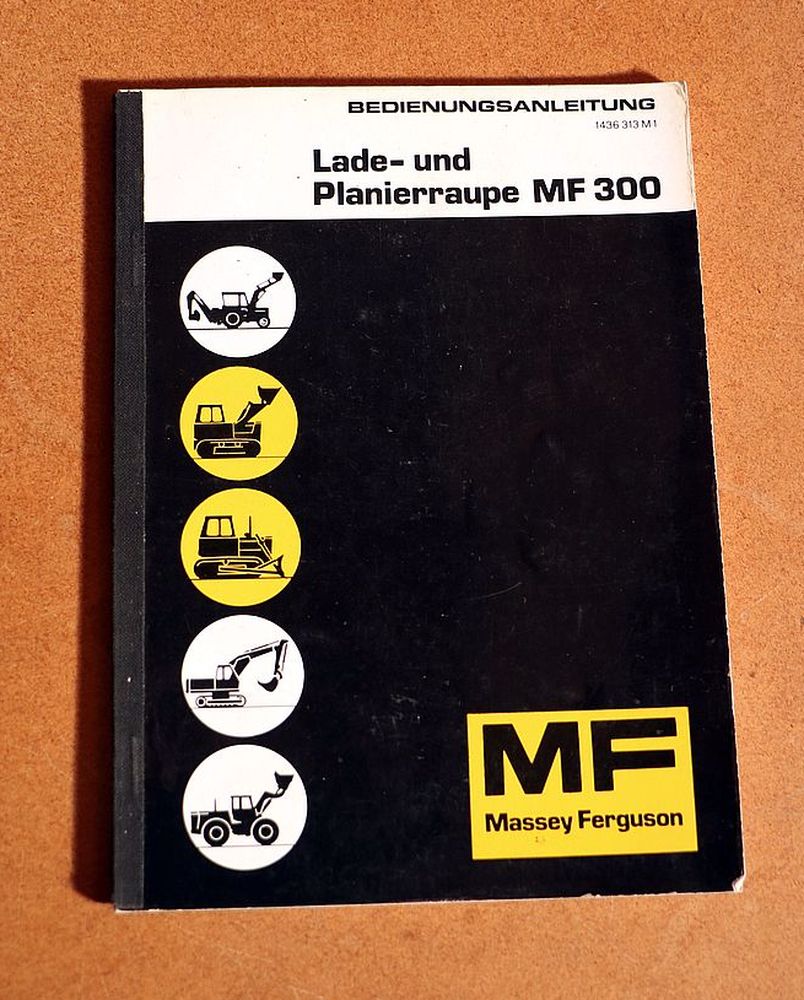 BEDIENUNGSANLEITUNG
1436 313 M1
Lade- und
Planierraupe MF 300
MF
Massey Ferguson